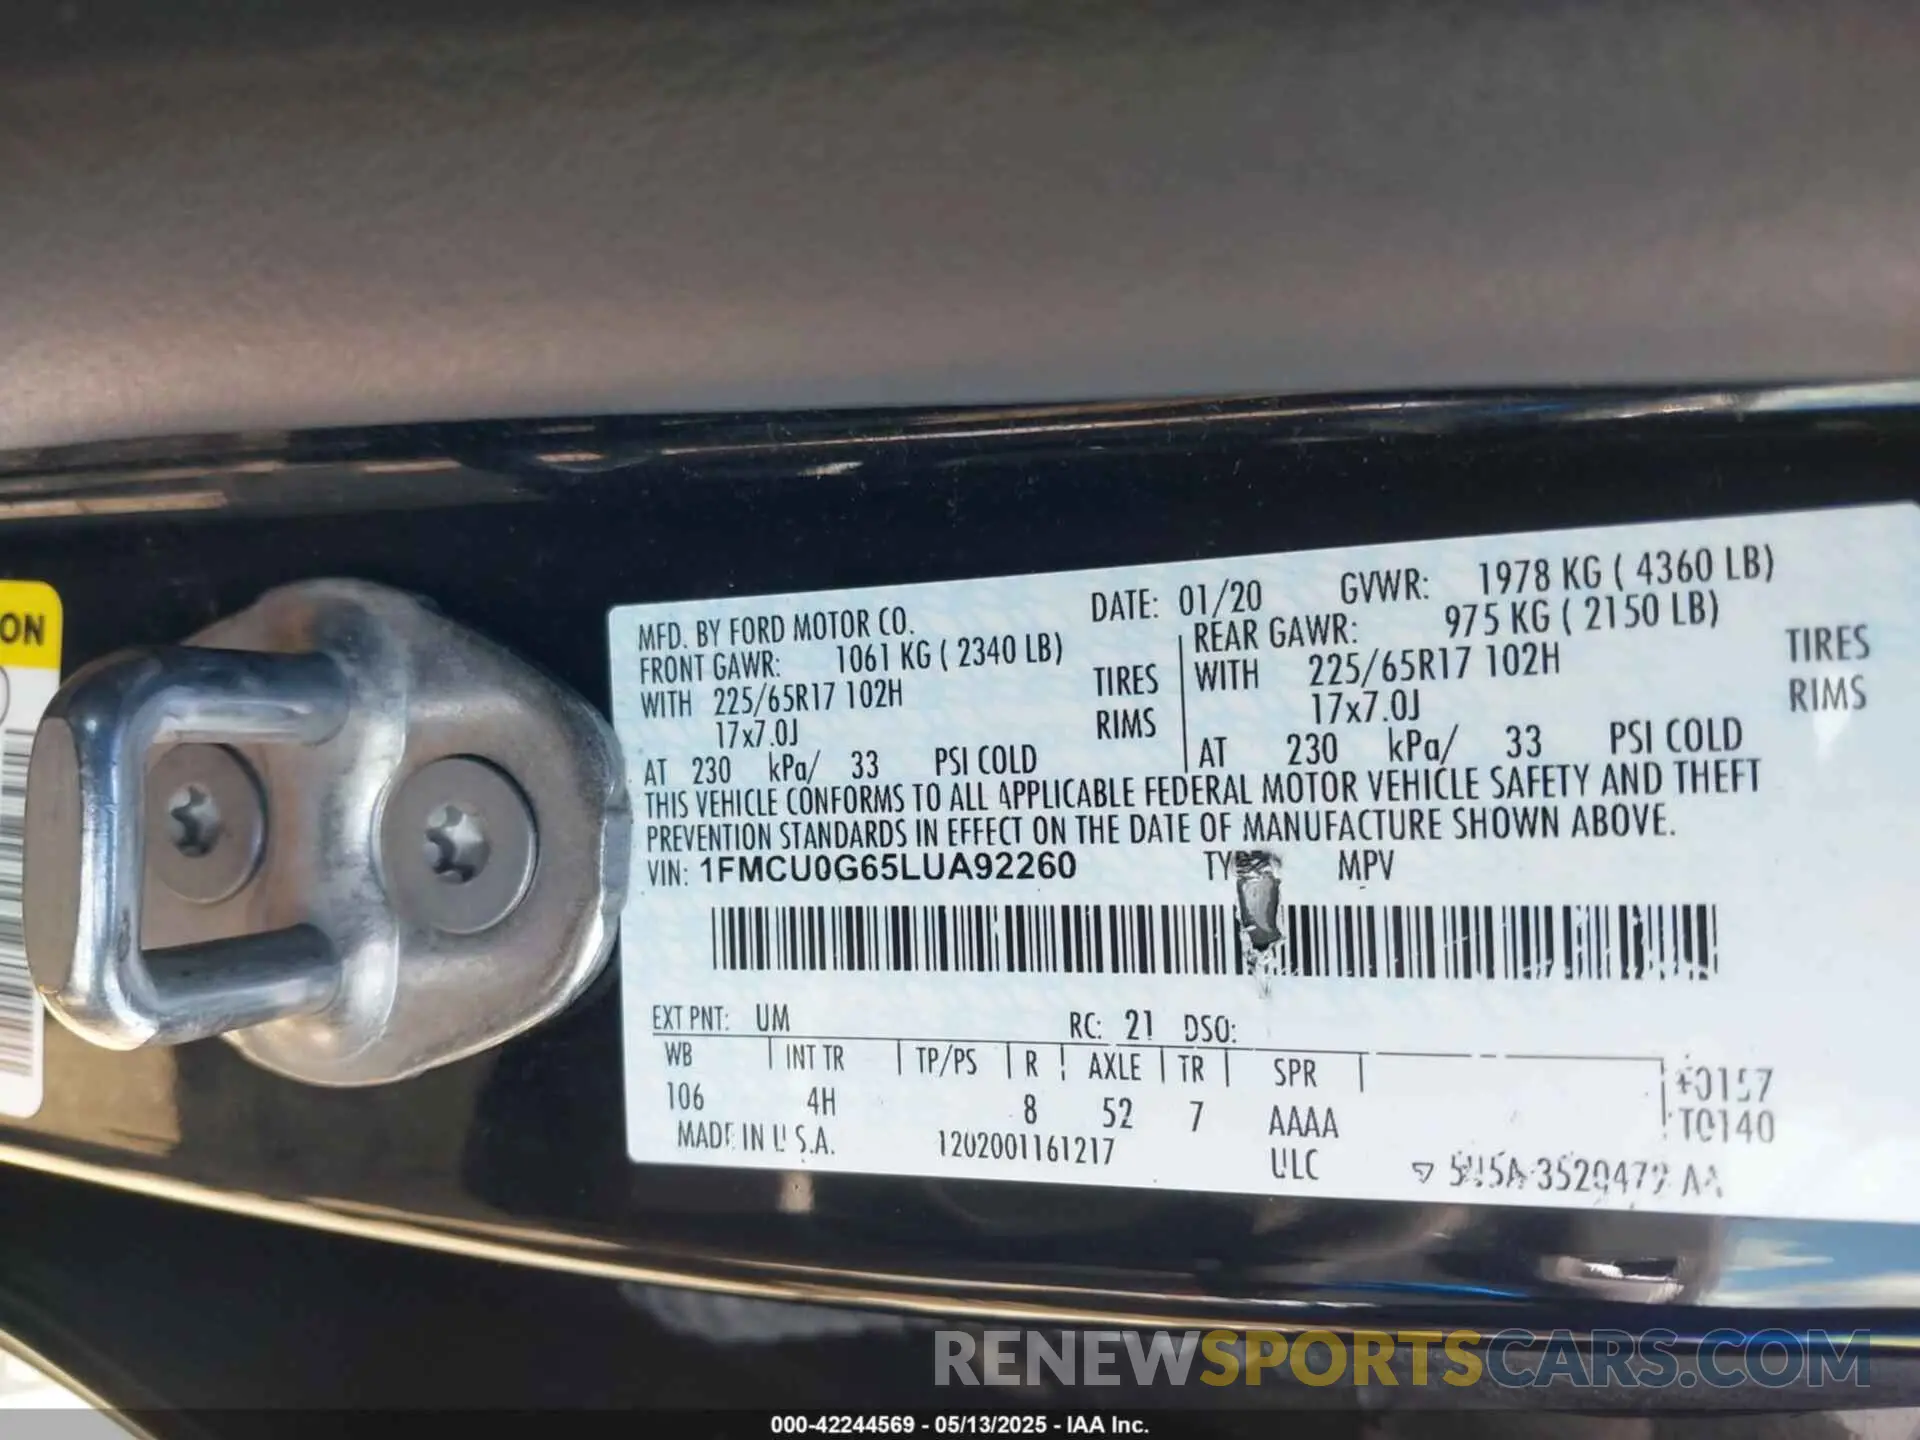 ON
MFD. BY FORD MOTOR CO. DATE: 01/20 GVWR: 1978 KG ( 4360 LB)
FRONT GAWR: 1061 KG ( 2340 LB) REAR GAWR: 975 KG ( 2150 LB)
WITH 225/65R17 102H TIRES WITH 225/65R17 102H TIRES
17x7.0J RIMS 17x7.0J RIMS
AT 230 kPa/ 33 PSI COLD AT 230 kPa/ 33 PSI COLD
THIS VEHICLE CONFORMS TO ALL APPLICABLE FEDERAL MOTOR VEHICLE SAFETY AND THEFT
PREVENTION STANDARDS IN EFFECT ON THE DATE OF MANUFACTURE SHOWN ABOVE.
VIN: 1FMCU0G65LUA92260 MPV
EXT PNT: UM RC: 21 DSO:
WB INT TR TP/PS R AXLE TR SPR
106 4H 8 52 7 AAAA
T0140
MADE IN U.S.A. 1202001161217 ULC
RENEWSPORTSCARS.COM
000-42244569 - 05/13/2025 - IAA Inc.